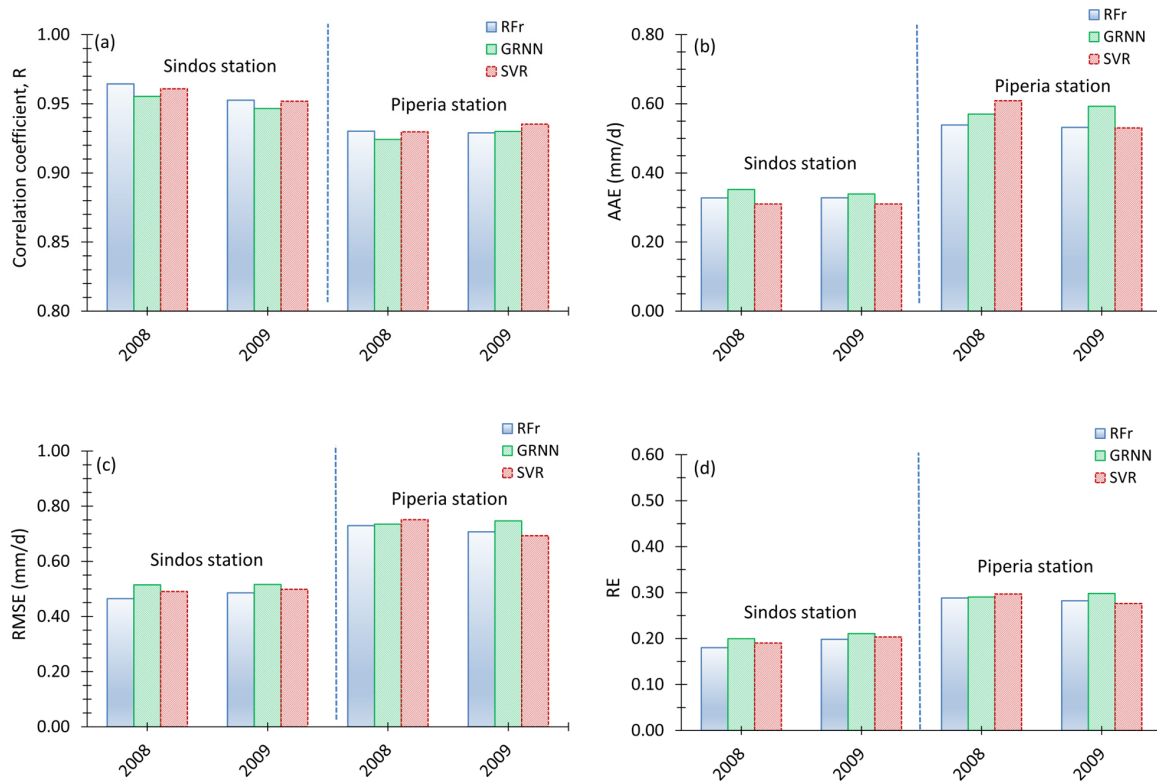 (a)
RFr
GRNN
SVR
Sindos station
Piperia station
Correlation coefficient, R
1.00
0.95
0.90
0.85
0.80
2008
2009
2008
2009
(b)
RFr
GRNN
SVR
Piperia station
Sindos station
AAE (mm/d)
0.80
0.60
0.40
0.20
0.00
2008
2009
2008
2009
(c)
RFr
GRNN
SVR
Piperia station
Sindos station
RMSE (mm/d)
1.00
0.80
0.60
0.40
0.20
0.00
2008
2009
2008
2009
(d)
RFr
GRNN
SVR
Piperia station
Sindos station
RE
0.60
0.50
0.40
0.30
0.20
0.10
0.00
2008
2009
2008
2009